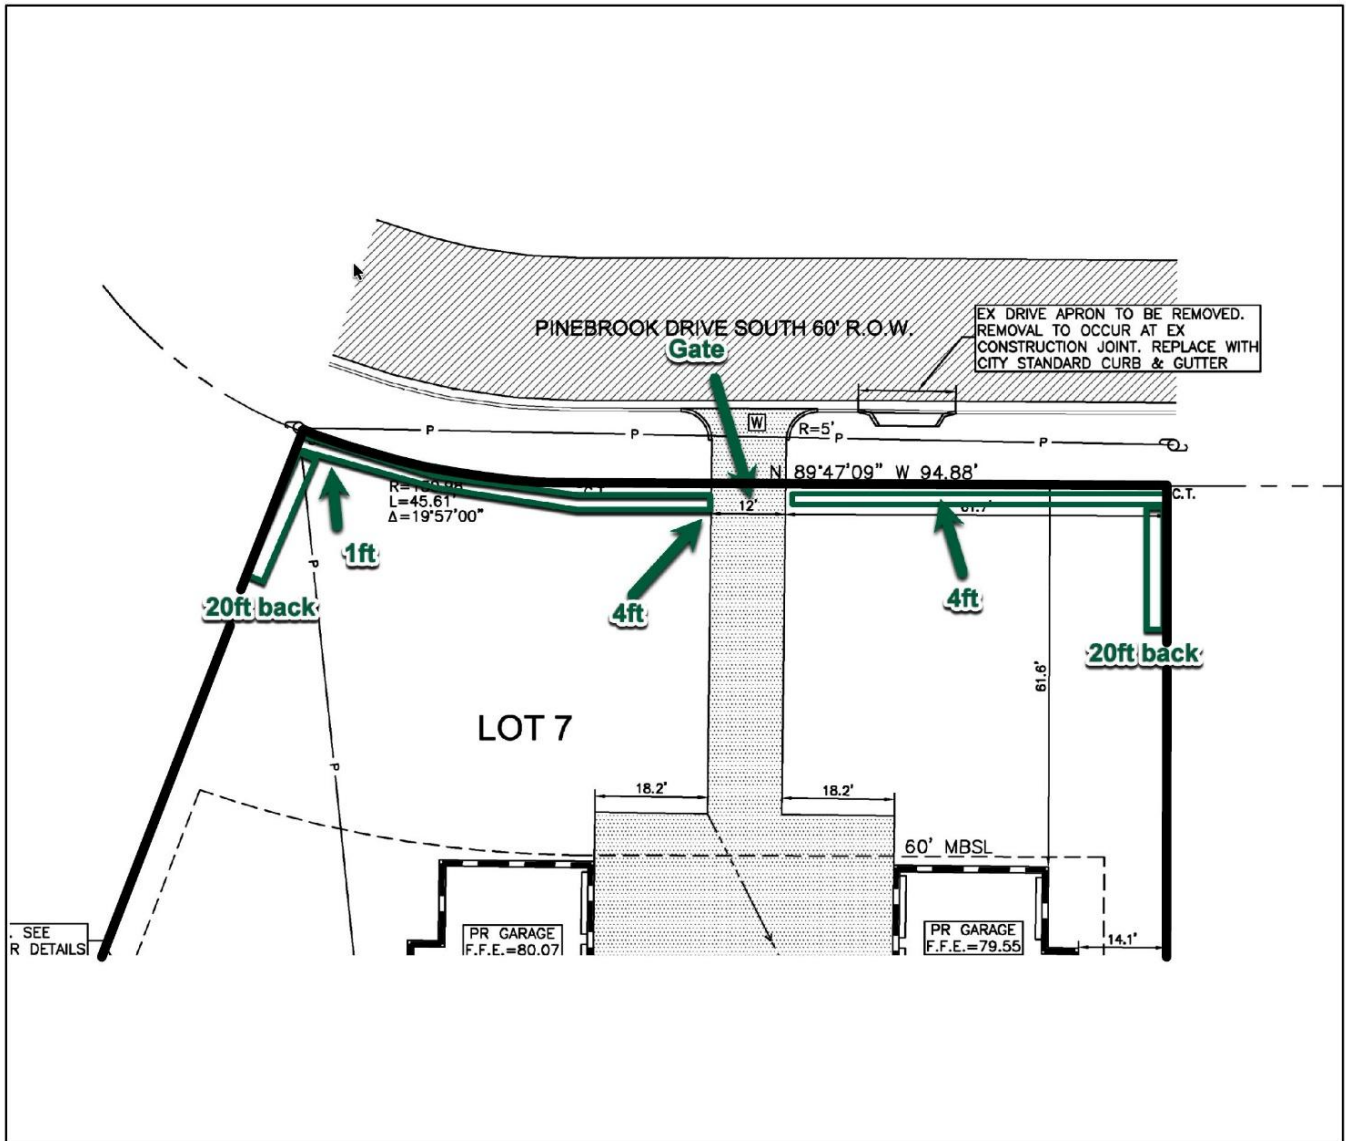 PINEBROOK DRIVE SOUTH 60' R.O.W.
EX DRIVE APRON TO BE REMOVED.
REMOVAL TO OCCUR AT EX
CONSTRUCTION JOINT. REPLACE WITH
CITY STANDARD CURB & GUTTER
Gate
W
R=5'
P
P
P
P
N 89°47'09" W 94.88'
C.T.
L=45.61'
Δ=19°57'00"
12'
1ft
P
20ft back
4ft
4ft
20ft back
61.6'
LOT 7
P
18.2'
18.2'
60' MBSL
. SEE
R DETAILS
PR GARAGE
F.F.E.=80.07
PR GARAGE
F.F.E.=79.55
14.1'